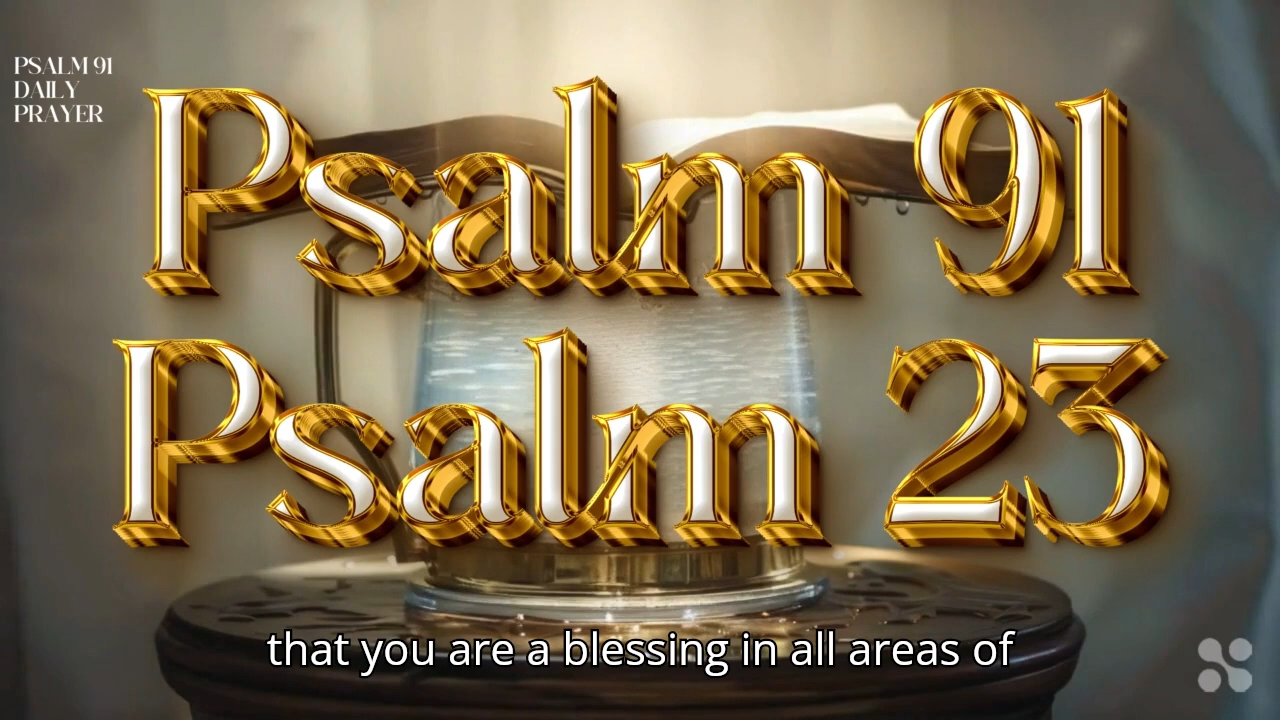 PSALM 91
DAILY
PRAYER
Psalm 91
Psalm 23
that you are a blessing in all areas of